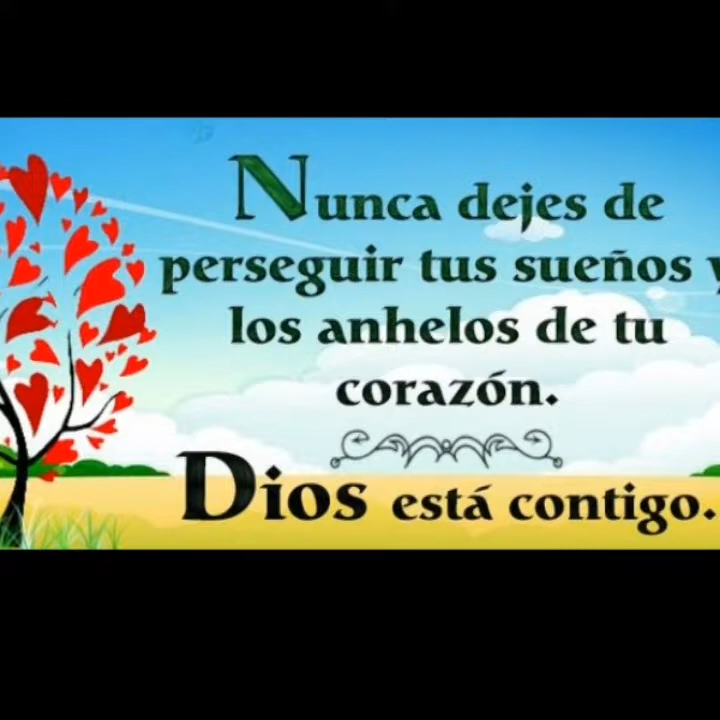 Nunca dejes de
perseguir tus sueños y
los anhelos de tu
corazón.
Dios está contigo.